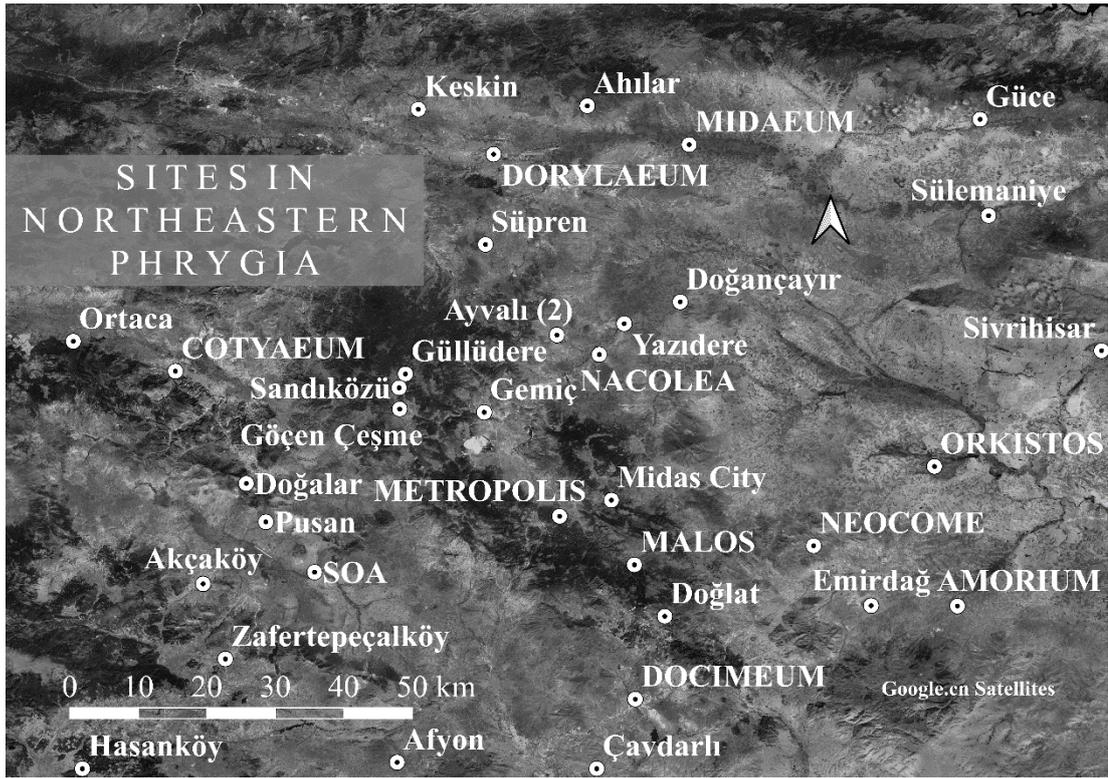 Keskin
Ahılar
Güce
MIDAEUM
DORYLAEUM
SITES IN
NORTHEASTERN
PHRYGIA
Sülemaniye
Süpren
Doğançayır
Ayvalı (2)
Ortaca
Sivrihisar
Yazıdere
COTYAEUM
Güllüdere
NACOLEA
Sandıközü
Gemiç
Göçen Çeşme
ORKISTOS
Doğalar
METROPOLIS
Midas City
Pusan
NEOCOME
MALOS
Akçaköy
SOA
Emirdağ
AMORIUM
Doğlat
Zafertepeçalköy
DOCIMEUM
0 10 20 30 40 50 km
Google.cn Satellites
Hasanköy
Afyon
Çavdarlı